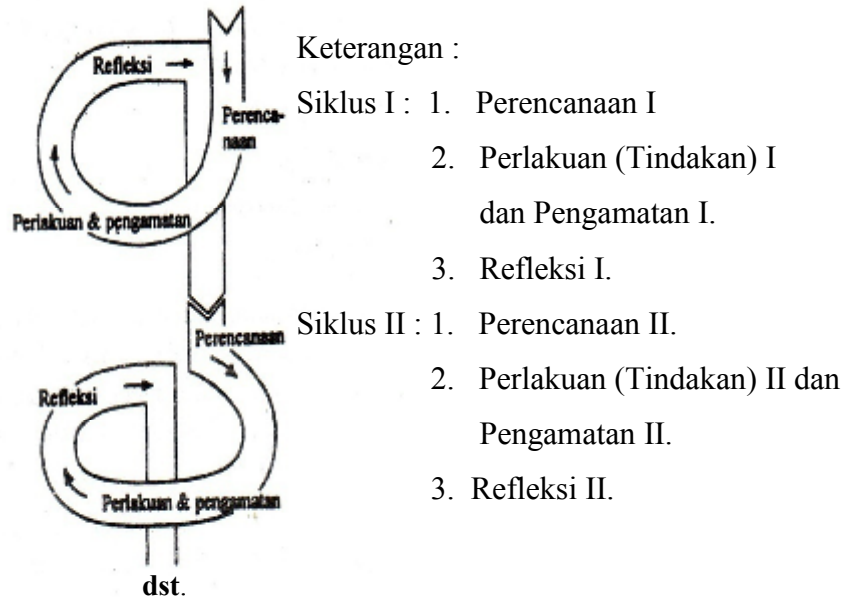 Refleksi
Perenca-
naan
Perlakuan & pengamatan
Perencanaan
Refleksi
Perlakuan & pengamatan
dst.
Keterangan :
Siklus I : 1. Perencanaan I
2. Perlakuan (Tindakan) I
dan Pengamatan I.
3. Refleksi I.
Siklus II : 1. Perencanaan II.
2. Perlakuan (Tindakan) II dan
Pengamatan II.
3. Refleksi II.